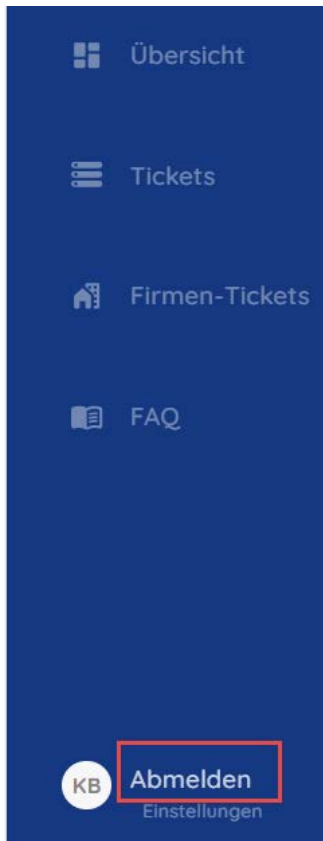 Übersicht
Tickets
Firmen-Tickets
FAQ
KB
Abmelden
Einstellungen